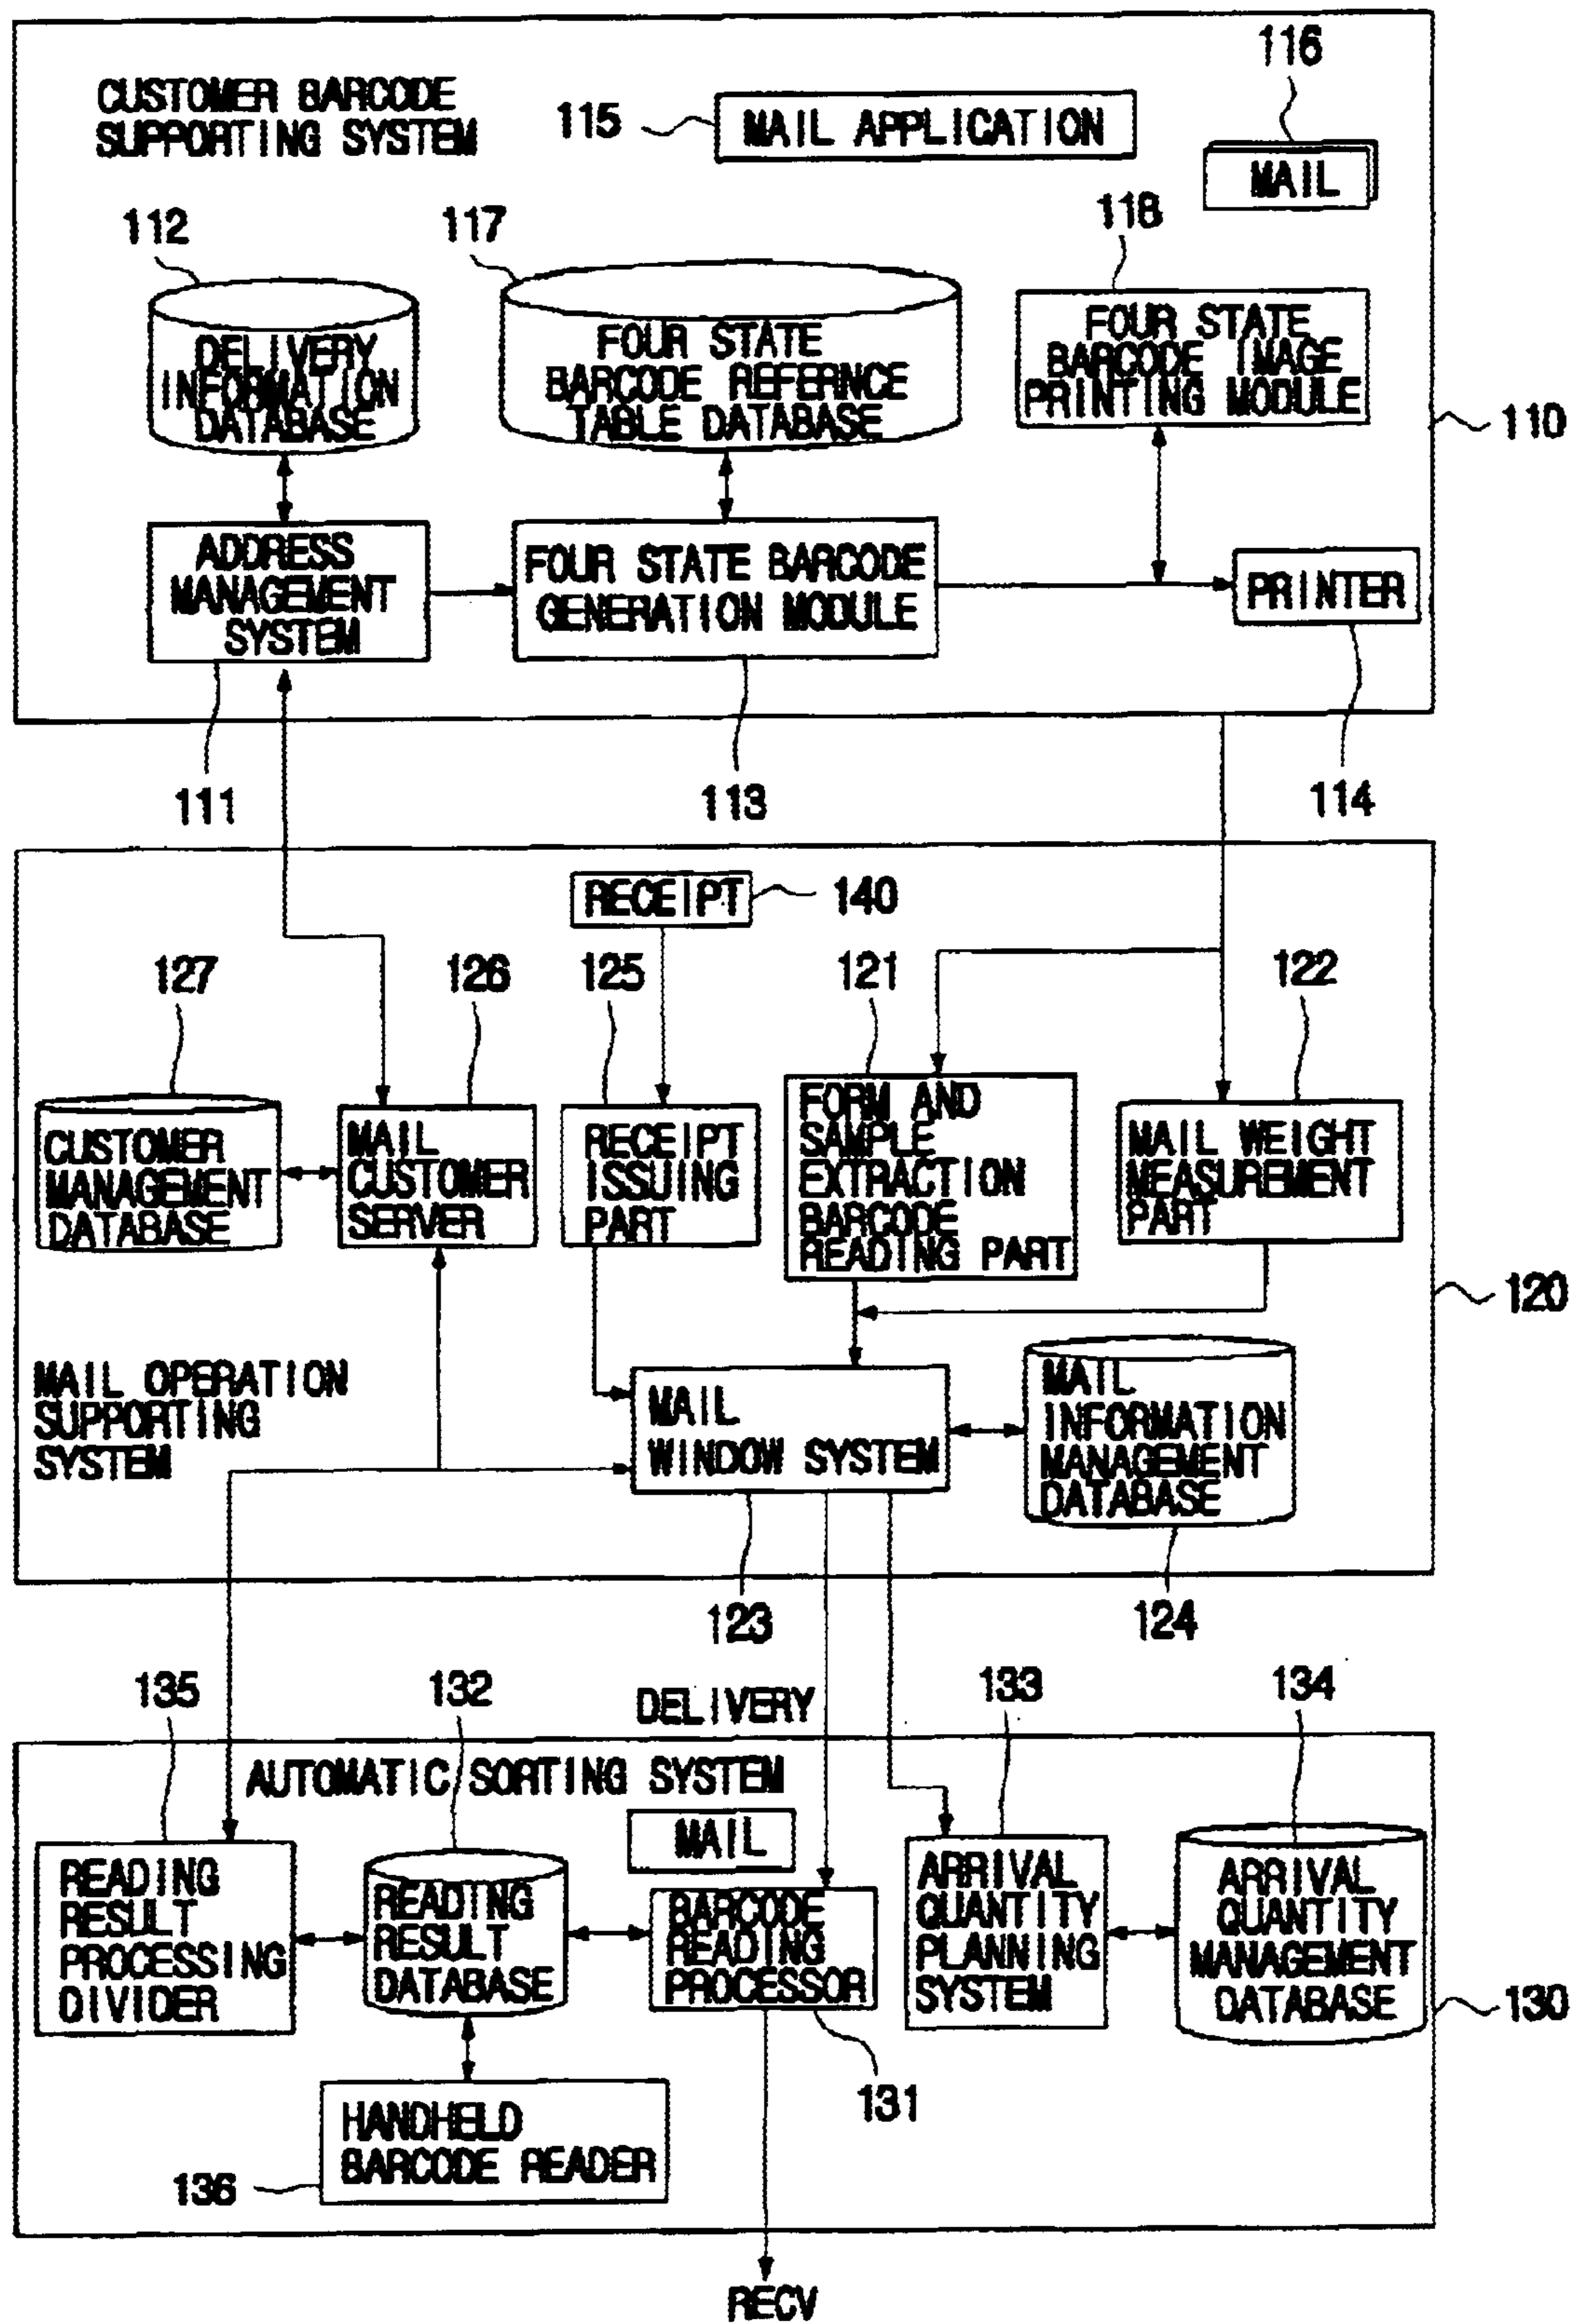 116
CUSTOMER BARCODE
SUPPORTING SYSTEM
115
MAIL APPLICATION
MAIL
112
117
118
DELIVERY
INFORMATION
DATABASE
FOUR STATE
BARCODE REFERNCE
TABLE DATABASE
FOUR STATE
BARCODE IMAGE
PRINTING MODULE
110
ADDRESS
MANAGEMENT
SYSTEM
FOUR STATE BARCODE
GENERATION MODULE
PRINTER
111
113
114
RECEIPT
140
127
126
125
121
122
CUSTOMER
MANAGEMENT
DATABASE
MAIL
CUSTOMER
SERVER
RECEIPT
ISSUING
PART
FORM AND
SAMPLE
EXTRACTION
BARCODE
READING PART
MAIL WEIGHT
MEASUREMENT
PART
120
MAIL OPERATION
SUPPORTING
SYSTEM
MAIL
WINDOW SYSTEM
MAIL
INFORMATION
MANAGEMENT
DATABASE
123
124
135
132
DELIVERY
133
134
AUTOMATIC SORTING SYSTEM
MAIL
READING
RESULT
PROCESSING
DIVIDER
READING
RESULT
DATABASE
BARCODE
READING
PROCESSOR
ARRIVAL
QUANTITY
PLANNING
SYSTEM
ARRIVAL
QUANTITY
MANAGEMENT
DATABASE
130
131
HANDHELD
BARCODE READER
136
RECV